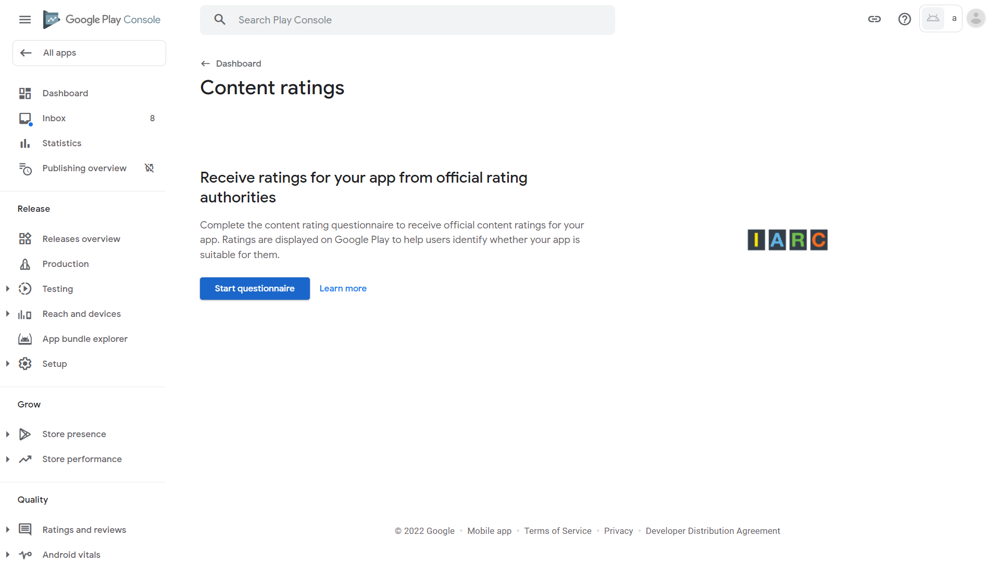 Google Play Console
Search Play Console
a
All apps
Dashboard
Inbox 8
Statistics
Publishing overview
Release
Releases overview
Production
Testing
Reach and devices
App bundle explorer
Setup
Grow
Store presence
Store performance
Quality
Ratings and reviews
Android vitals
Dashboard
Content ratings
Receive ratings for your app from official rating
authorities
Complete the content rating questionnaire to receive official content ratings for your
app. Ratings are displayed on Google Play to help users identify whether your app is
suitable for them.
Start questionnaire Learn more
IARC
© 2022 Google • Mobile app • Terms of Service • Privacy • Developer Distribution Agreement